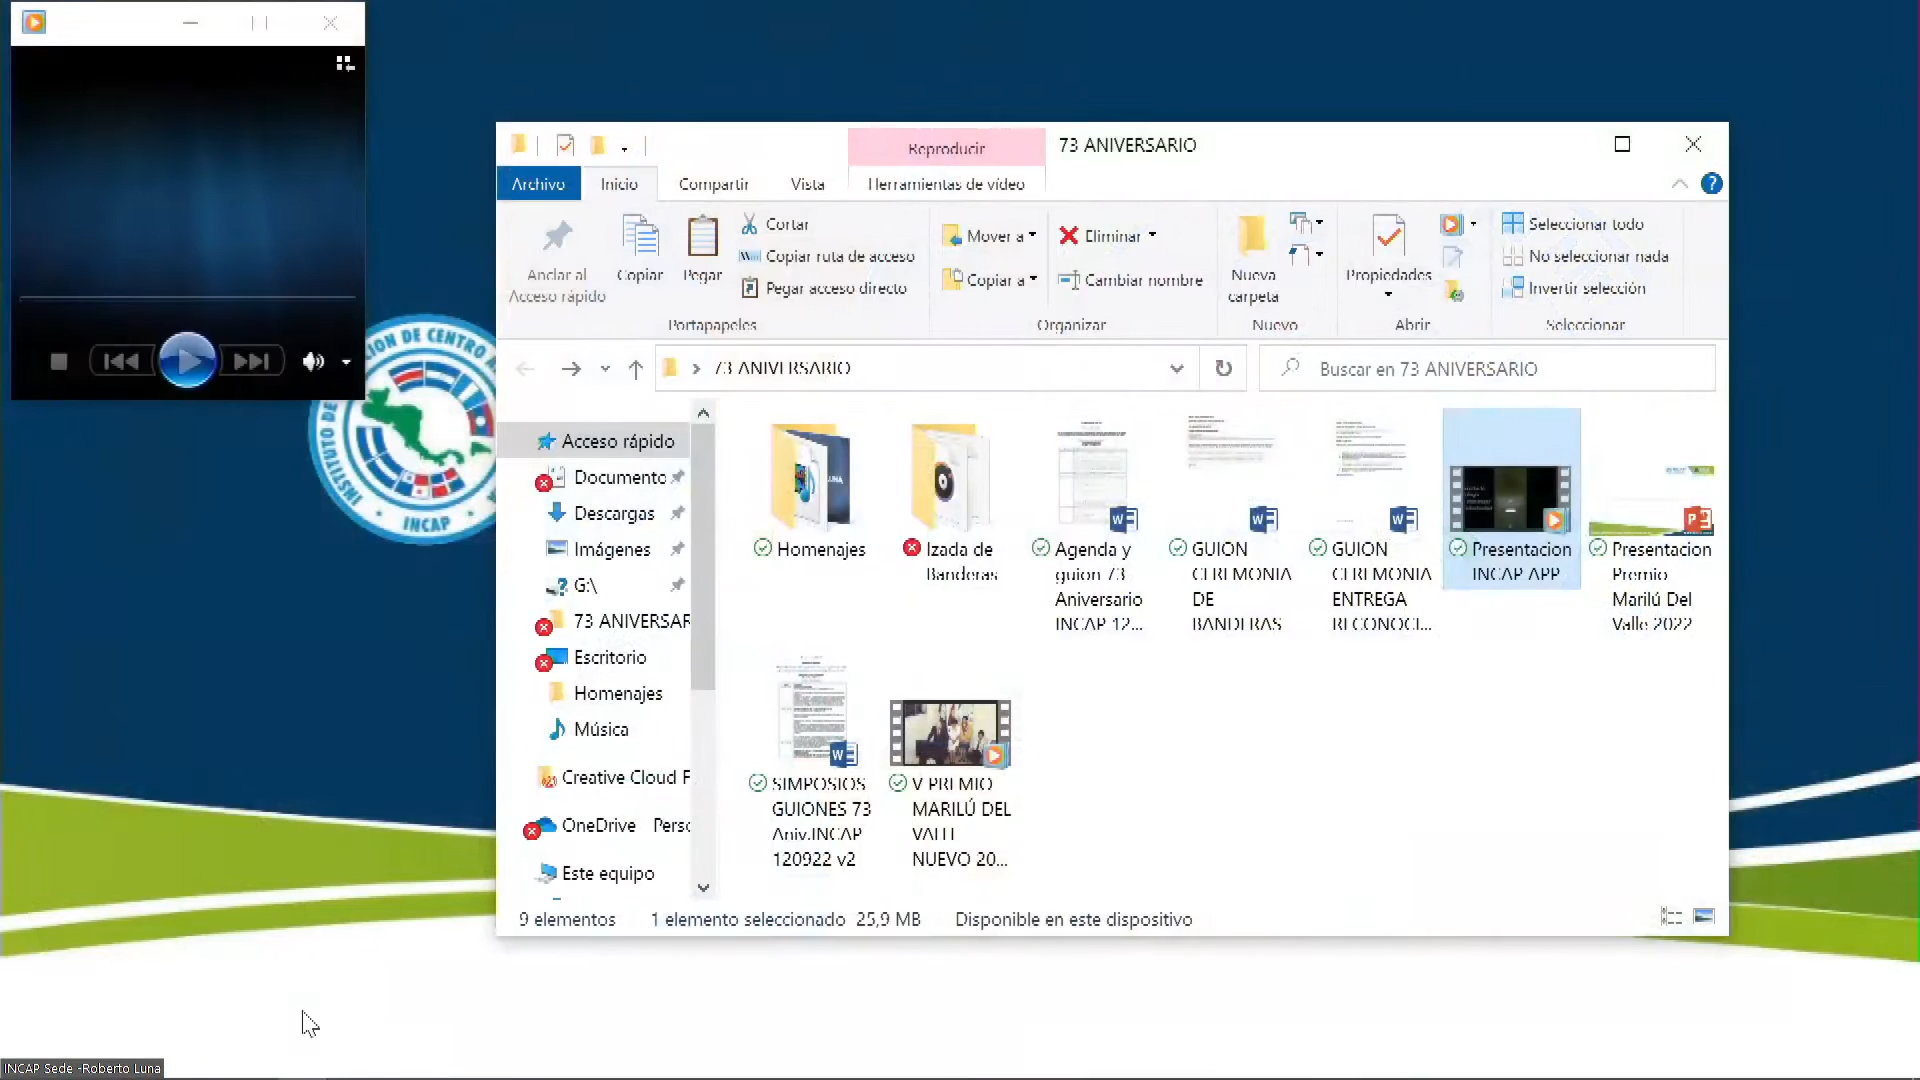 Reproducir
73 ANIVERSARIO
Archivo
Inicio
Compartir
Vista
Herramientas de vídeo
Anclar al
Acceso rápido
Copiar
Pegar
Cortar
Copiar ruta de acceso
Pegar acceso directo
Portapapeles
Mover a
Copiar a
Eliminar
Cambiar nombre
Organizar
Nueva
carpeta
Nuevo
Propiedades
Abrir
Seleccionar todo
No seleccionar nada
Invertir selección
Seleccionar
73 ANIVERSARIO
Buscar en 73 ANIVERSARIO
Acceso rápido
Documento
Descargas
Imágenes
G:\
73 ANIVERSAR
Escritorio
Homenajes
Música
Creative Cloud F
OneDrive Perso
Este equipo
Homenajes
Izada de
Banderas
Agenda y
guion 73
Aniversario
INCAP 12...
GUION
CEREMONIA
DE
BANDERAS
GUION
CEREMONIA
ENTREGA
RECONOCI...
Presentacion
INCAP APP
Presentacion
Premio
Marilú Del
Valle 2022
SIMPOSIOS
GUIONES 73
Aniv.INCAP
120922 v2
V PREMIO
MARILÚ DEL
VALLE
NUEVO 20...
9 elementos
1 elemento seleccionado 25,9 MB
Disponible en este dispositivo
INCAP
INCAP Sede -Roberto Luna